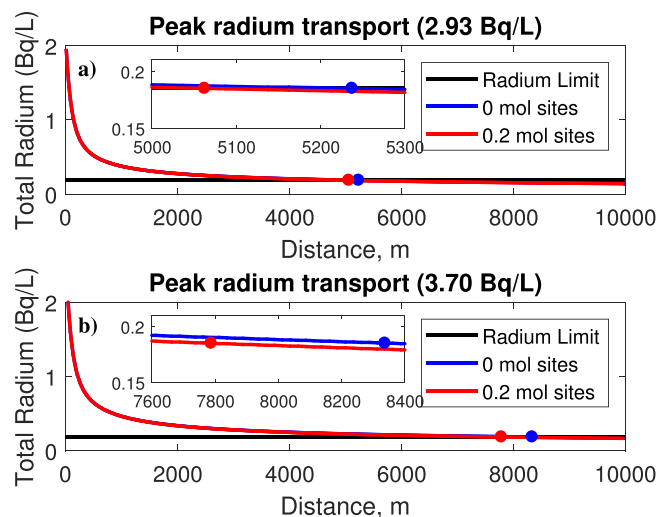 Peak radium transport (2.93 Bq/L)
Total Radium (Bq/L)
2
1
0
a)
0.2
0.15
5000
5100
5200
5300
Radium Limit
0 mol sites
0.2 mol sites
0
2000
4000
6000
8000
10000
Distance, m
Peak radium transport (3.70 Bq/L)
Total Radium (Bq/L)
2
1
0
b)
0.2
0.15
7600
7800
8000
8200
8400
Radium Limit
0 mol sites
0.2 mol sites
0
2000
4000
6000
8000
10000
Distance, m